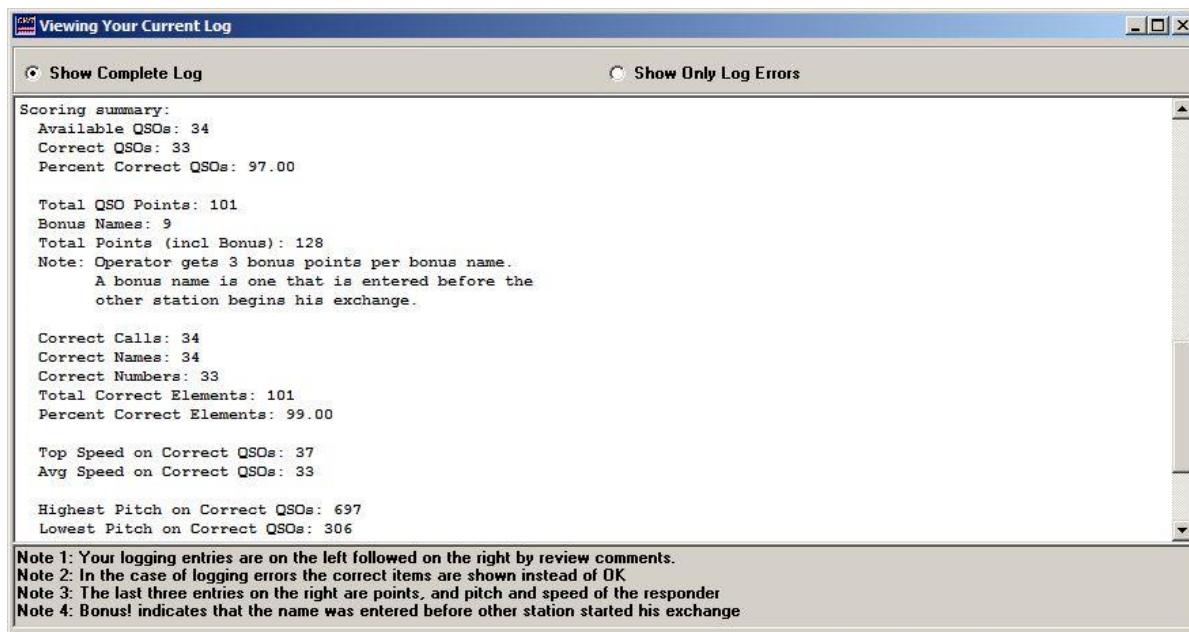 Viewing Your Current Log
Show Complete Log
Show Only Log Errors
Scoring summary:
Available QSOs: 34
Correct QSOs: 33
Percent Correct QSOs: 97.00
Total QSO Points: 101
Bonus Names: 9
Total Points (incl Bonus): 128
Note: Operator gets 3 bonus points per bonus name.
A bonus name is one that is entered before the
other station begins his exchange.
Correct Calls: 34
Correct Names: 34
Correct Numbers: 33
Total Correct Elements: 101
Percent Correct Elements: 99.00
Top Speed on Correct QSOs: 37
Avg Speed on Correct QSOs: 33
Highest Pitch on Correct QSOs: 697
Lowest Pitch on Correct QSOs: 306
Note 1: Your logging entries are on the left followed on the right by review comments.
Note 2: In the case of logging errors the correct items are shown instead of OK
Note 3: The last three entries on the right are points, and pitch and speed of the responder
Note 4: Bonus! indicates that the name was entered before other station started his exchange